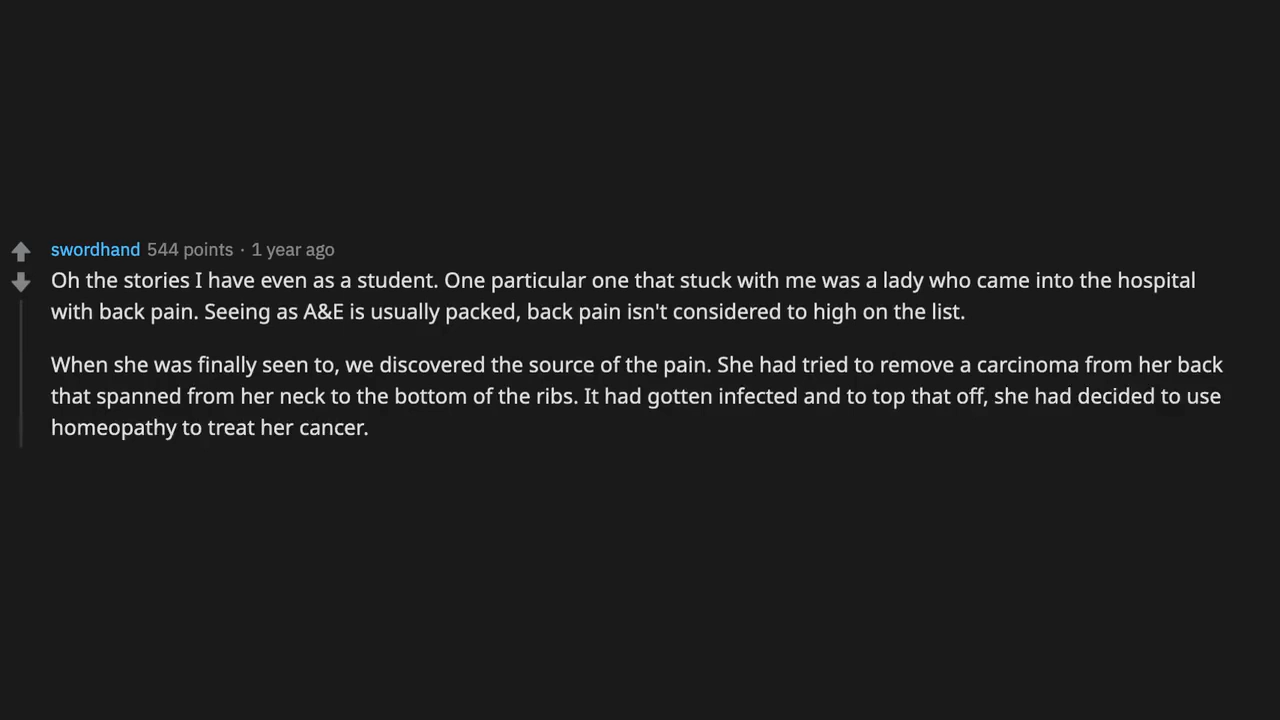 swordhand 544 points · 1 year ago
Oh the stories I have even as a student. One particular one that stuck with me was a lady who came into the hospital
with back pain. Seeing as A&E is usually packed, back pain isn't considered to high on the list.
When she was finally seen to, we discovered the source of the pain. She had tried to remove a carcinoma from her back
that spanned from her neck to the bottom of the ribs. It had gotten infected and to top that off, she had decided to use
homeopathy to treat her cancer.